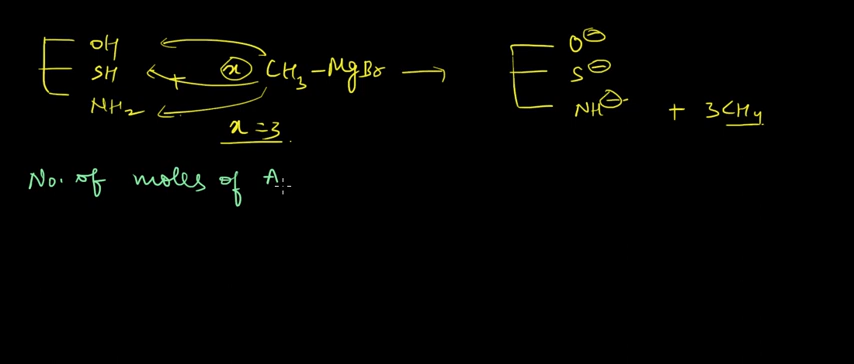 OH
SH + x CH3-MgBr → 
NH2
x = 3
O⊖
S⊖
NH⊖ + 3CH4
No. of moles of A